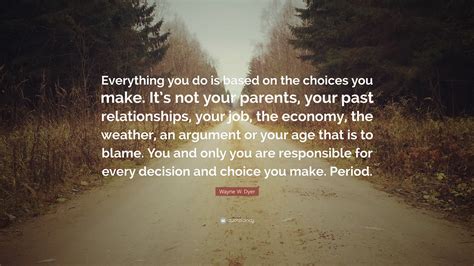 Everything you do is based on the choices you
make. It's not your parents, your past
relationships, your job, the economy, the
weather, an argument or your age that is to
blame. You and only you are responsible for
every decision and choice you make. Period.
Wayne W. Dyer
quotefancy